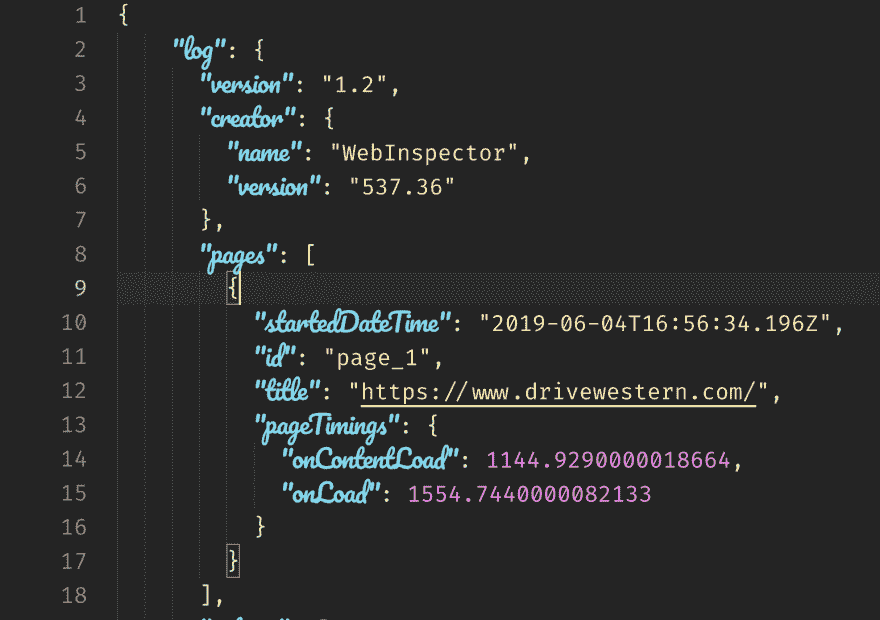 1 {
2 "log": {
3 "version": "1.2",
4 "creator": {
5 "name": "WebInspector",
6 "version": "537.36"
7 },
8 "pages": [
9 {
10 "startedDateTime": "2019-06-04T16:56:34.196Z",
11 "id": "page_1",
12 "title": "https://www.drivewestern.com/",
13 "pageTimings": {
14 "onContentLoad": 1144.9290000018664,
15 "onLoad": 1554.7440000082133
16 }
17 }
18 ],